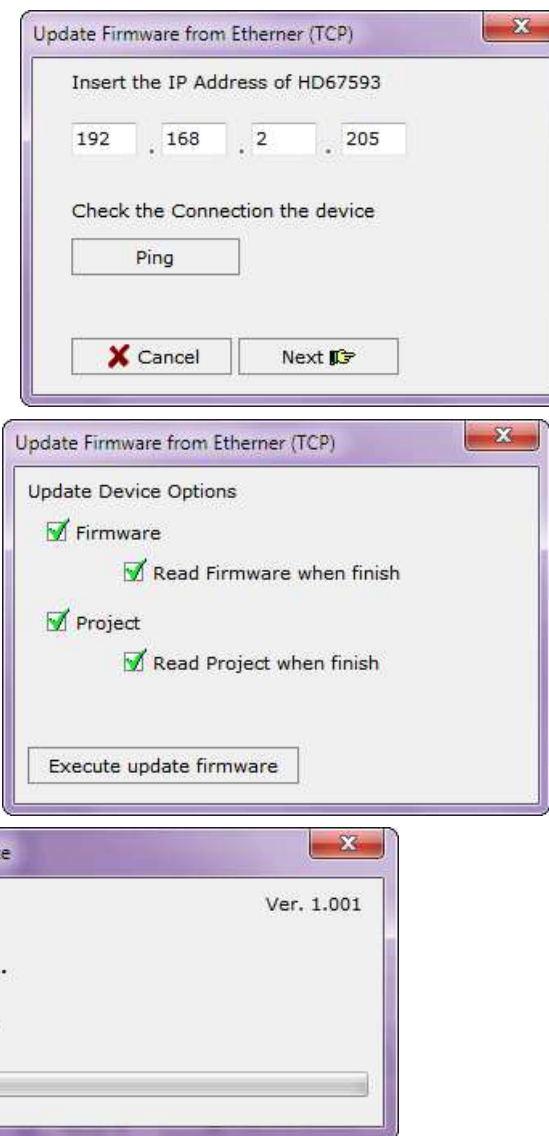 Update Firmware from Etherner (TCP)
Insert the IP Address of HD67593
192 . 168 . 2 . 205
Check the Connection the device
Ping
Cancel Next
Update Firmware from Etherner (TCP)
Update Device Options
Firmware
Read Firmware when finish
Project
Read Project when finish
Execute update firmware
Ver. 1.001